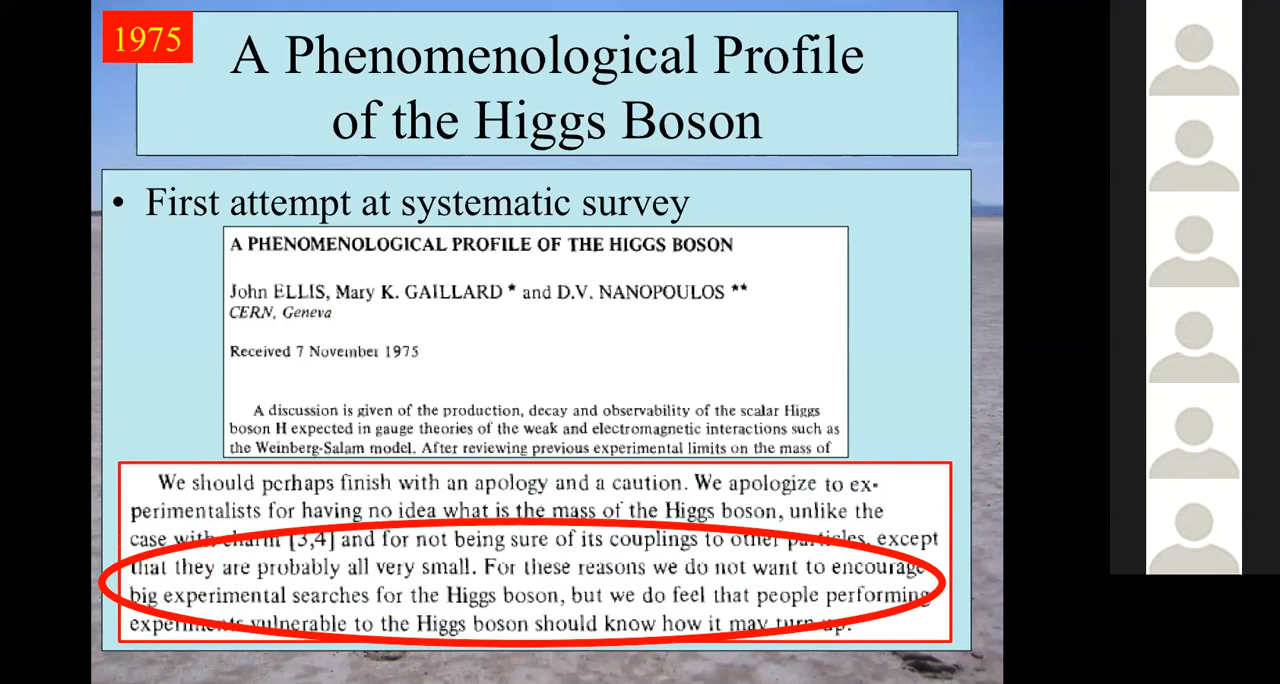 1975
A Phenomenological Profile
of the Higgs Boson
• First attempt at systematic survey
A PHENOMENOLOGICAL PROFILE OF THE HIGGS BOSON
John ELLIS, Mary K. GAILLARD * and D.V. NANOPOULOS **
CERN, Geneva
Received 7 November 1975
A discussion is given of the production, decay and observability of the scalar Higgs
boson H expected in gauge theories of the weak and electromagnetic interactions such as
the Weinberg-Salam model. After reviewing previous experimental limits on the mass of
We should perhaps finish with an apology and a caution. We apologize to ex-
perimentalists for having no idea what is the mass of the Higgs boson, unlike the
case with charm [3,4] and for not being sure of its couplings to other particles, except
that they are probably all very small. For these reasons we do not want to encourage
big experimental searches for the Higgs boson, but we do feel that people performing
experiments vulnerable to the Higgs boson should know how it may turn up.